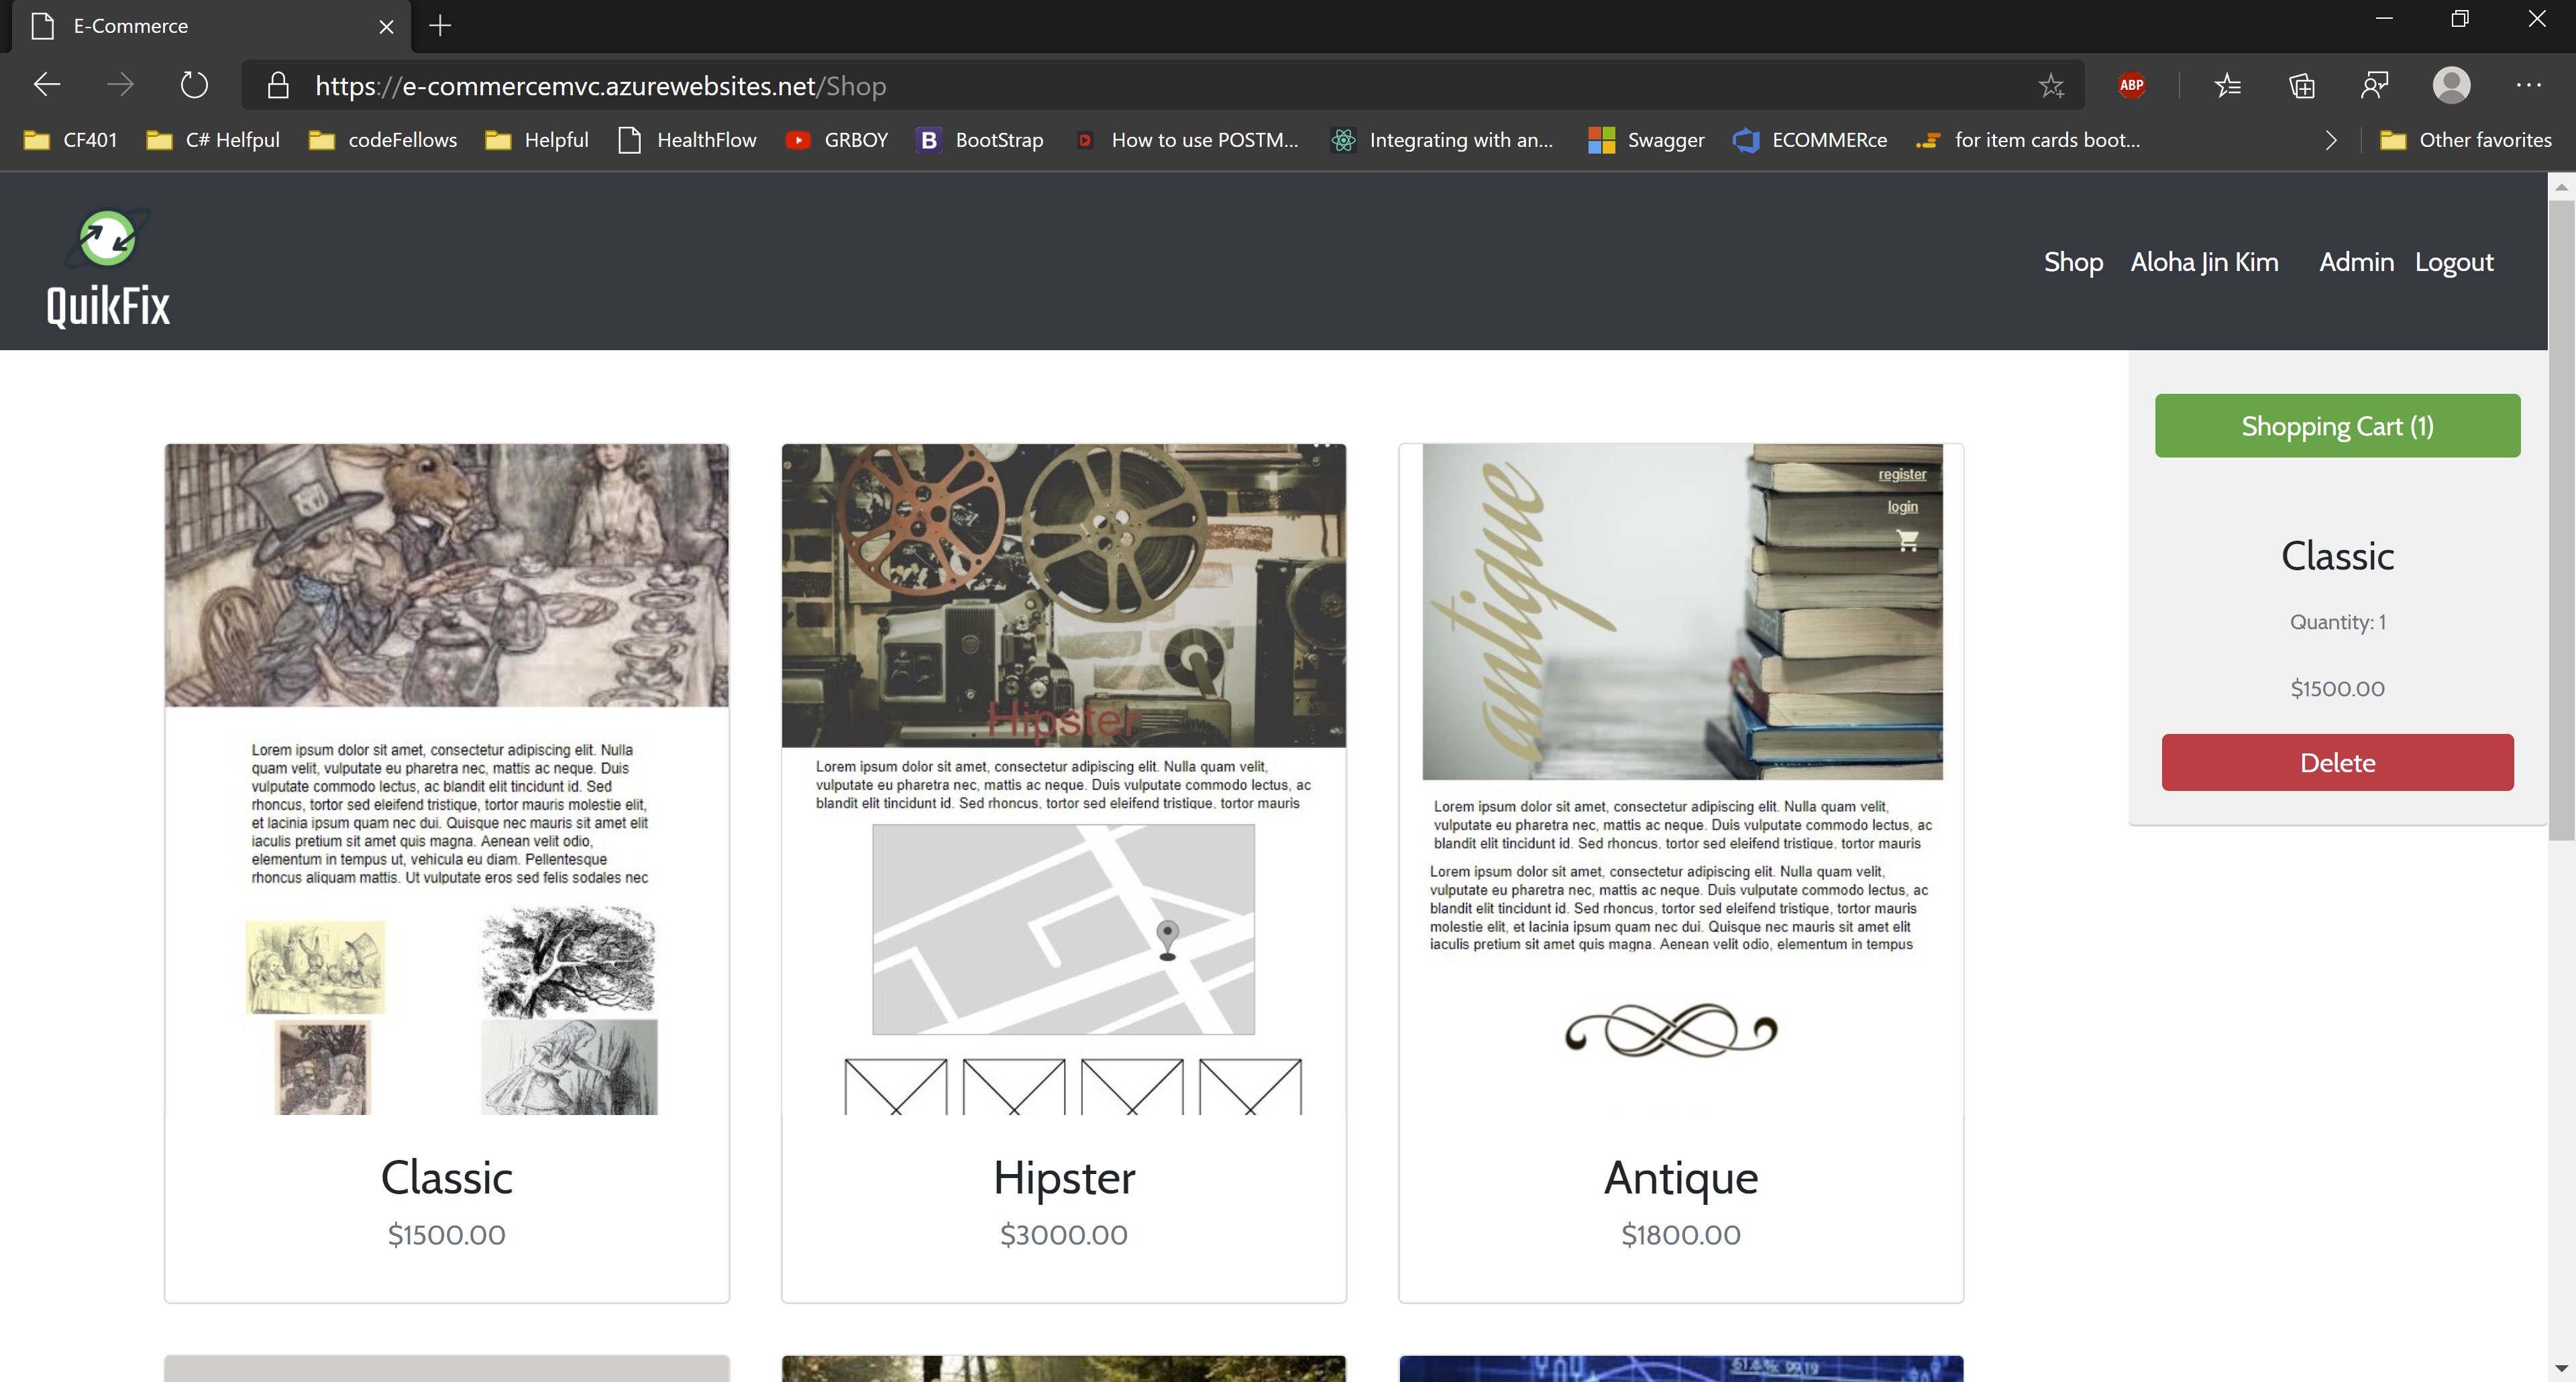 E-Commerce
https://e-commercemvc.azurewebsites.net/Shop
ABP
CF401
C# Helfpul
codeFellows
Helpful
HealthFlow
GRBOY
B
BootStrap
How to use POSTM...
Integrating with an...
Swagger
ECOMMERce
for item cards boot...
Other favorites
QuikFix
Shop
Aloha Jin Kim
Admin
Logout
Shopping Cart (1)
Classic
Quantity: 1
$1500.00
Delete
Lorem ipsum dolor sit amet, consectetur adipiscing elit. Nulla
quam velit, vulputate eu pharetra nec, mattis ac neque. Duis
vulputate commodo lectus, ac blandit elit tincidunt id. Sed
rhoncus, tortor sed eleifend tristique, tortor mauris molestie elit,
et lacinia ipsum quam nec dui. Quisque nec mauris sit amet elit
iaculis pretium sit amet quis magna. Aenean velit odio,
elementum in tempus ut, vehicula eu diam. Pellentesque
rhoncus aliquam mattis. Ut vulputate eros sed felis sodales nec
Classic
$1500.00
Hipster
Lorem ipsum dolor sit amet, consectetur adipiscing elit. Nulla quam velit,
vulputate eu pharetra nec, mattis ac neque. Duis vulputate commodo lectus, ac
blandit elit tincidunt id. Sed rhoncus, tortor sed eleifend tristique, tortor mauris
Hipster
$3000.00
antique
register
login
Lorem ipsum dolor sit amet, consectetur adipiscing elit. Nulla quam velit,
vulputate eu pharetra nec, mattis ac neque. Duis vulputate commodo lectus, ac
blandit elit tincidunt id. Sed rhoncus, tortor sed eleifend tristique, tortor mauris
Lorem ipsum dolor sit amet, consectetur adipiscing elit. Nulla quam velit,
vulputate eu pharetra nec, mattis ac neque. Duis vulputate commodo lectus, ac
blandit elit tincidunt id. Sed rhoncus, tortor sed eleifend tristique, tortor mauris
molestie elit, et lacinia ipsum quam nec dui. Quisque nec mauris sit amet elit
iaculis pretium sit amet quis magna. Aenean velit odio, elementum in tempus
Antique
$1800.00